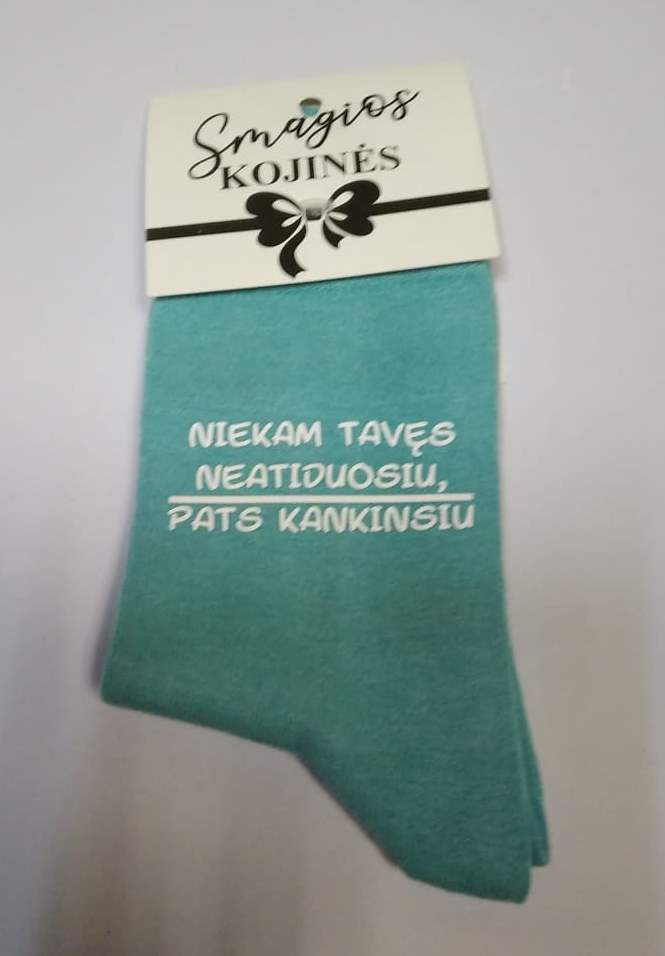 Smagios
KOJINĖS
NIEKAM TAVĘS
NEATIDUOSIU,
PATS KANKINSIU